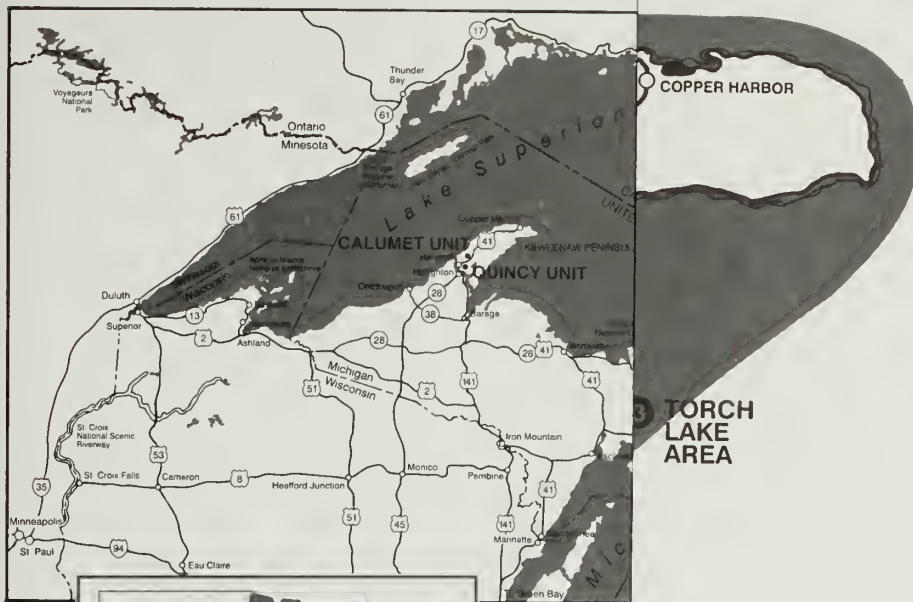 17
Thunder
Bay
COPPER HARBOR
Voyageurs
National
Park
61
Ontario
Minesota
Lake Superior
61
CALUMET UNIT
41
KEWEENAW PENINSUL
Houghton
QUINCY UNIT
Wisconsin
28
Duluth
13
38
Baraga
Superior
2
Ashland
28
28
41
Michigan
Wisconsin
51
2
141
41
3 TORCH
LAKE
AREA
St. Croix
National Scenic
Riverway
Iron Mountain
53
St. Croix Falls
Cameron
8
Heafford Junction
Monico
Pembine
35
41
Minneapolis
51
45
141
St. Paul
94
Marinette
Eau Claire
Mic
Green Bay